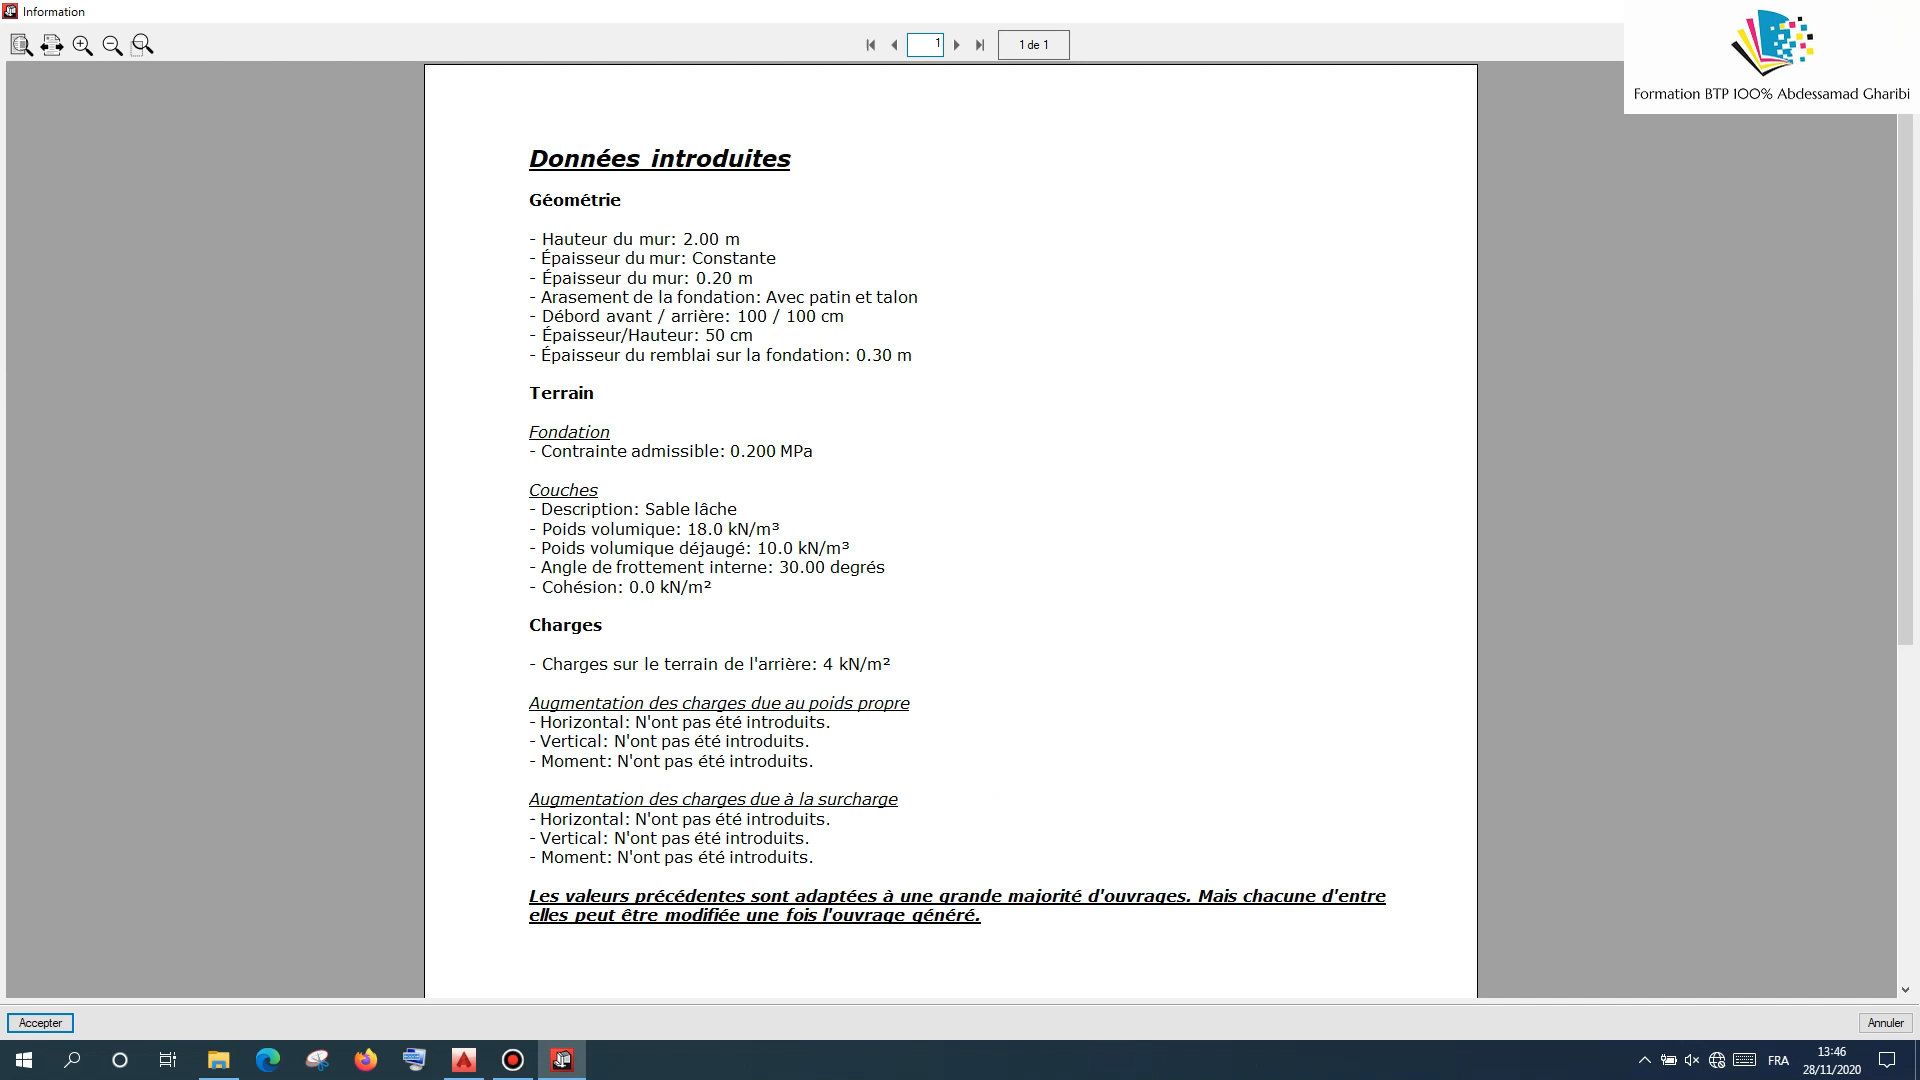 Information
1
1 de 1
Formation BTP 100% Abdessamad Gharibi
Données introduites
Géométrie
- Hauteur du mur: 2.00 m
- Épaisseur du mur: Constante
- Épaisseur du mur: 0.20 m
- Arasement de la fondation: Avec patin et talon
- Débord avant / arrière: 100 / 100 cm
- Épaisseur/Hauteur: 50 cm
- Épaisseur du remblai sur la fondation: 0.30 m
Terrain
Fondation
- Contrainte admissible: 0.200 MPa
Couches
- Description: Sable lâche
- Poids volumique: 18.0 kN/m³
- Poids volumique déjaugé: 10.0 kN/m³
- Angle de frottement interne: 30.00 degrés
- Cohésion: 0.0 kN/m²
Charges
- Charges sur le terrain de l'arrière: 4 kN/m²
Augmentation des charges due au poids propre
- Horizontal: N'ont pas été introduits.
- Vertical: N'ont pas été introduits.
- Moment: N'ont pas été introduits.
Augmentation des charges due à la surcharge
- Horizontal: N'ont pas été introduits.
- Vertical: N'ont pas été introduits.
- Moment: N'ont pas été introduits.
Les valeurs précédentes sont adaptées à une grande majorité d'ouvrages. Mais chacune d'entre
elles peut être modifiée une fois l'ouvrage généré.
Accepter
Annuler
FRA
13:46
28/11/2020